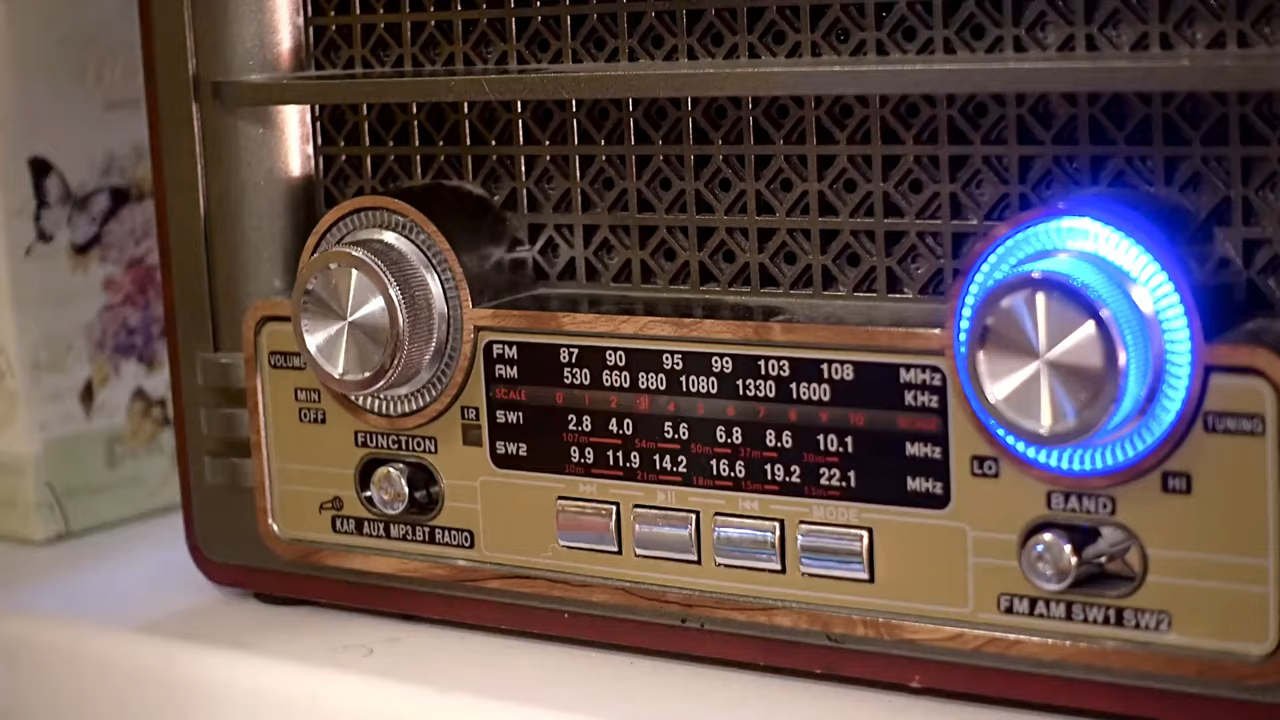 VOLUME
MIN
OFF
FUNCTION
KAR AUX MP3.BT RADIO
IR
FM 87 90 95 99 103 108 MHz
AM 530 660 880 1080 1330 1600 KHz
SCALE 0 1 2 3 4 5 6 7 8 9 10 SCALE
SW1 2.8 4.0 5.6 6.8 8.6 10.1 MHz
107m 54m 50m 37m 30m
SW2 9.9 11.9 14.2 16.6 19.2 22.1 MHz
30m 21m 18m 15m 13m
MODE
TUNING
LO
HI
BAND
FM AM SW1 SW2